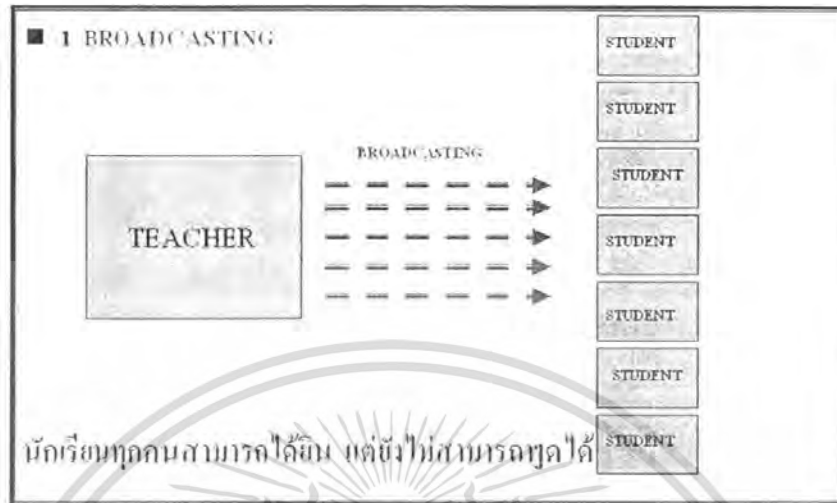 ■ 1 BROADCASTING
BROADCASTING
TEACHER
STUDENT
STUDENT
STUDENT
STUDENT
STUDENT
STUDENT
STUDENT
นักเรียนทุกคนสามารถได้ยิน แต่ยังไม่สามารถพูดได้